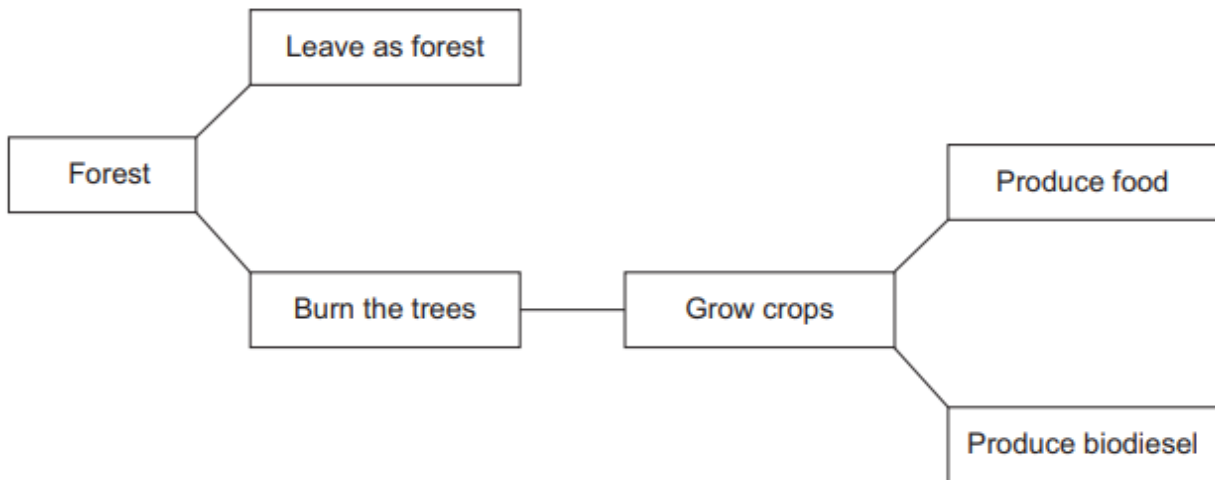 Leave as forest
Forest
Produce food
Burn the trees
Grow crops
Produce biodiesel